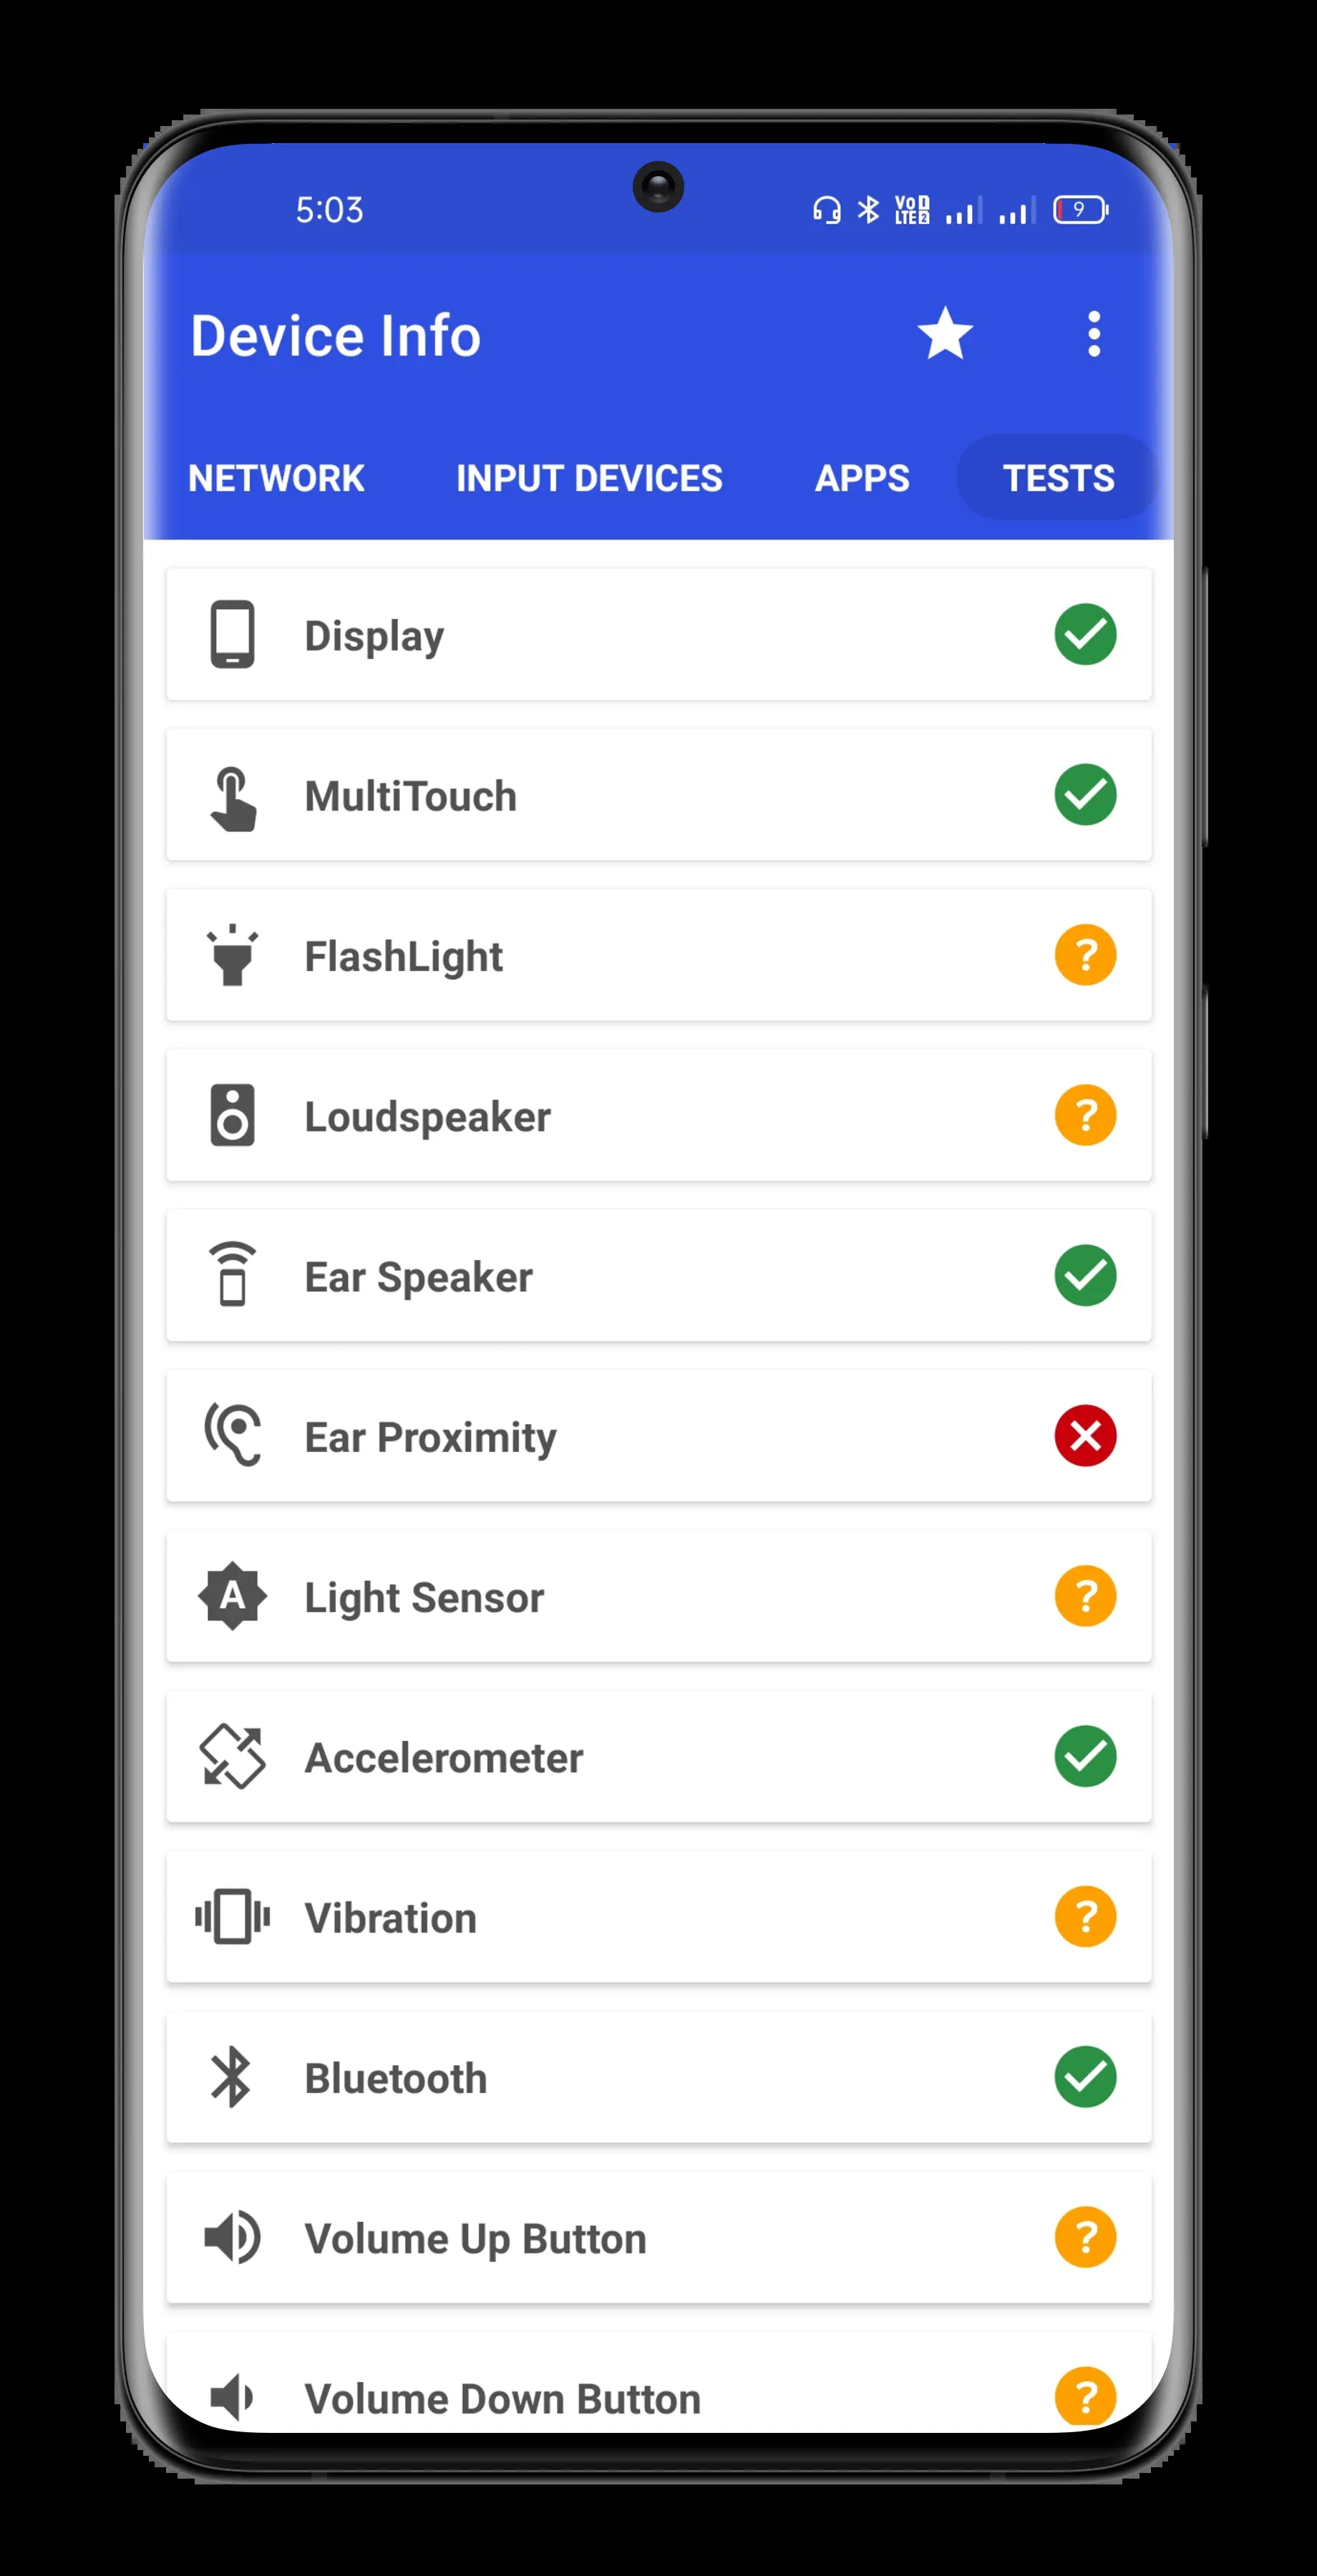 5:03
Vo 1
LTE 2
9
Device Info
NETWORK INPUT DEVICES APPS TESTS
Display
MultiTouch
FlashLight
?
Loudspeaker
?
Ear Speaker
Ear Proximity
A
Light Sensor
?
Accelerometer
Vibration
?
Bluetooth
Volume Up Button
?
Volume Down Button
?